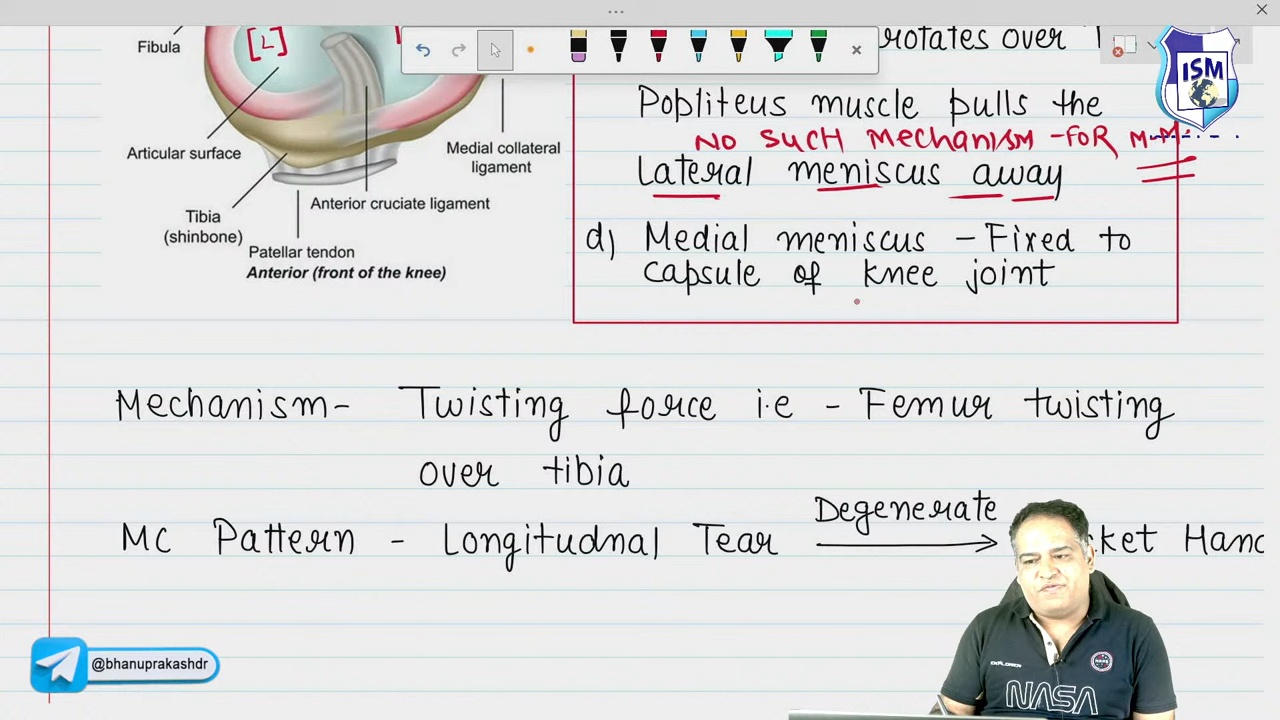 Fibula
[L]
Articular surface
Medial collateral
ligament
Anterior cruciate ligament
Tibia
(shinbone)
Patellar tendon
Anterior (front of the knee)
rotates over
Popliteus muscle pulls the
NO SUCH MECHANISM - FOR M.M.
Lateral meniscus away
d) Medial meniscus - Fixed to
capsule of knee joint
ISM
Mechanism- Twisting force i.e - Femur twisting
over tibia
Mc Pattern - Longitudnal Tear Degenerate ket Hand
@bhanuprakashdr
EXPLORER
NASA